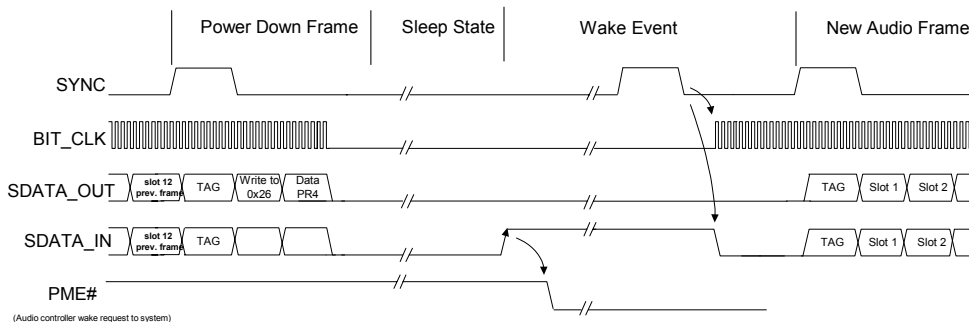 Power Down Frame
Sleep State
Wake Event
New Audio Frame
SYNC
BIT_CLK
SDATA_OUT
slot 12
prev. frame
TAG
Write to
0x26
Data
PR4
TAG
Slot 1
Slot 2
SDATA_IN
slot 12
prev. frame
TAG
TAG
Slot 1
Slot 2
PME#
(Audio controller wake request to system)